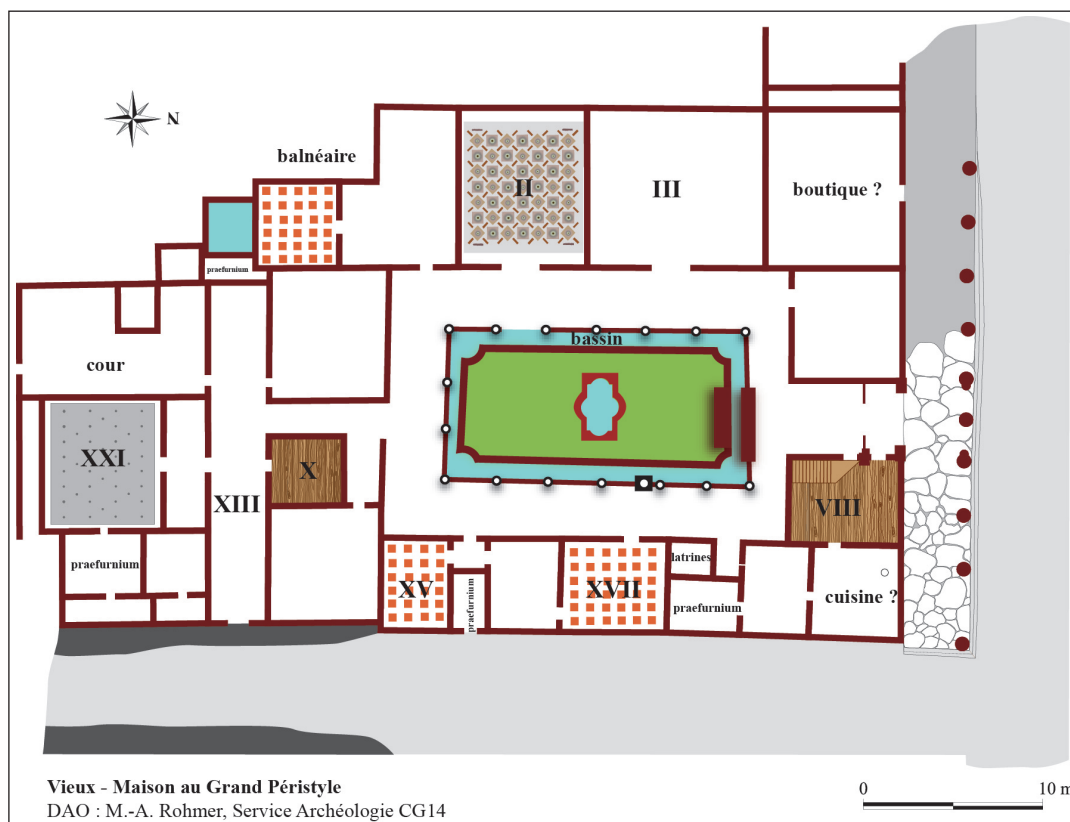 N
balnéaire
II
III
boutique ?
praefurnium
bassin
cour
XXI
X
XIII
VIII
praefurnium
XV
praefurnium
XVII
latrines
praefurnium
cuisine ?
Vieux - Maison au Grand Péristyle
DAO : M.-A. Rohmer, Service Archéologie CG14
0 10 m